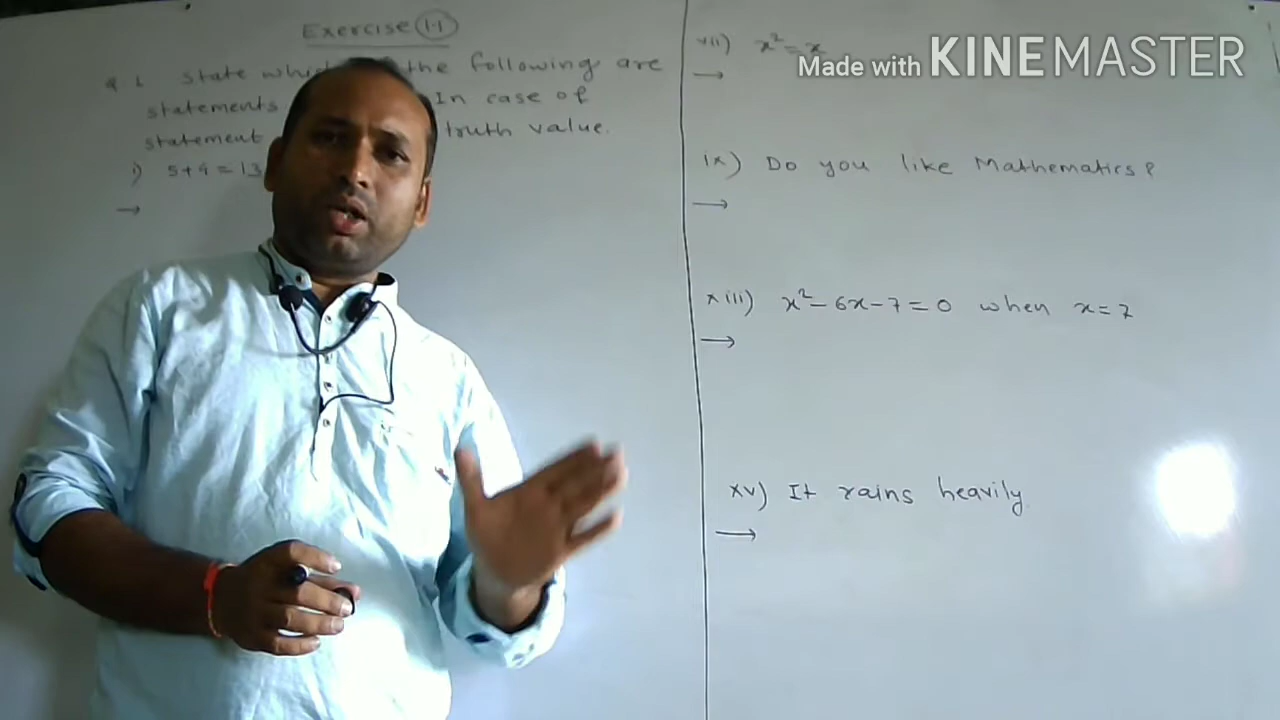 Exercise 1.1
Q 1. State which the following are
statements In case of
statement truth value.
i) 5+4=13
→
vii) x²=x
→
ix) Do you like Mathematics?
→
xiii) x²-6x-7=0 when x=7
→
xv) It rains heavily.
→
Made with KINEMASTER